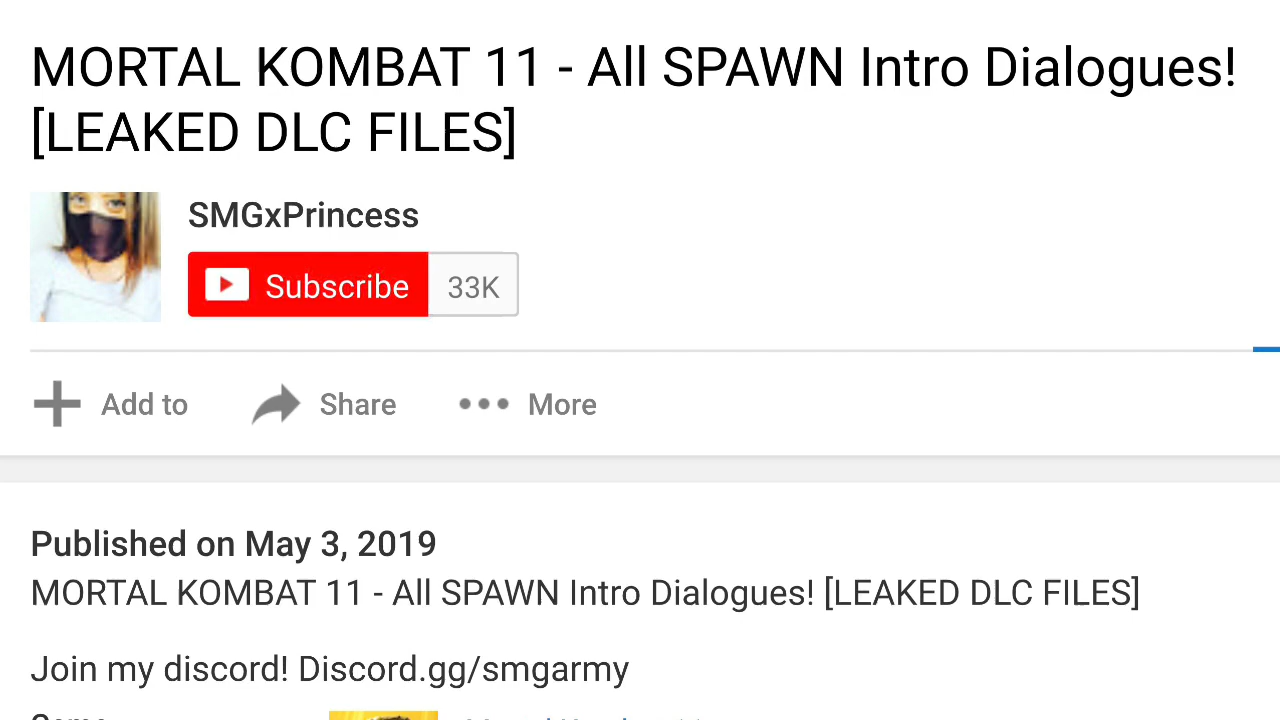 MORTAL KOMBAT 11 - All SPAWN Intro Dialogues!
[LEAKED DLC FILES]
SMGxPrincess
Subscribe 33K
Add to Share More
Published on May 3, 2019
MORTAL KOMBAT 11 - All SPAWN Intro Dialogues! [LEAKED DLC FILES]
Join my discord! Discord.gg/smgarmy